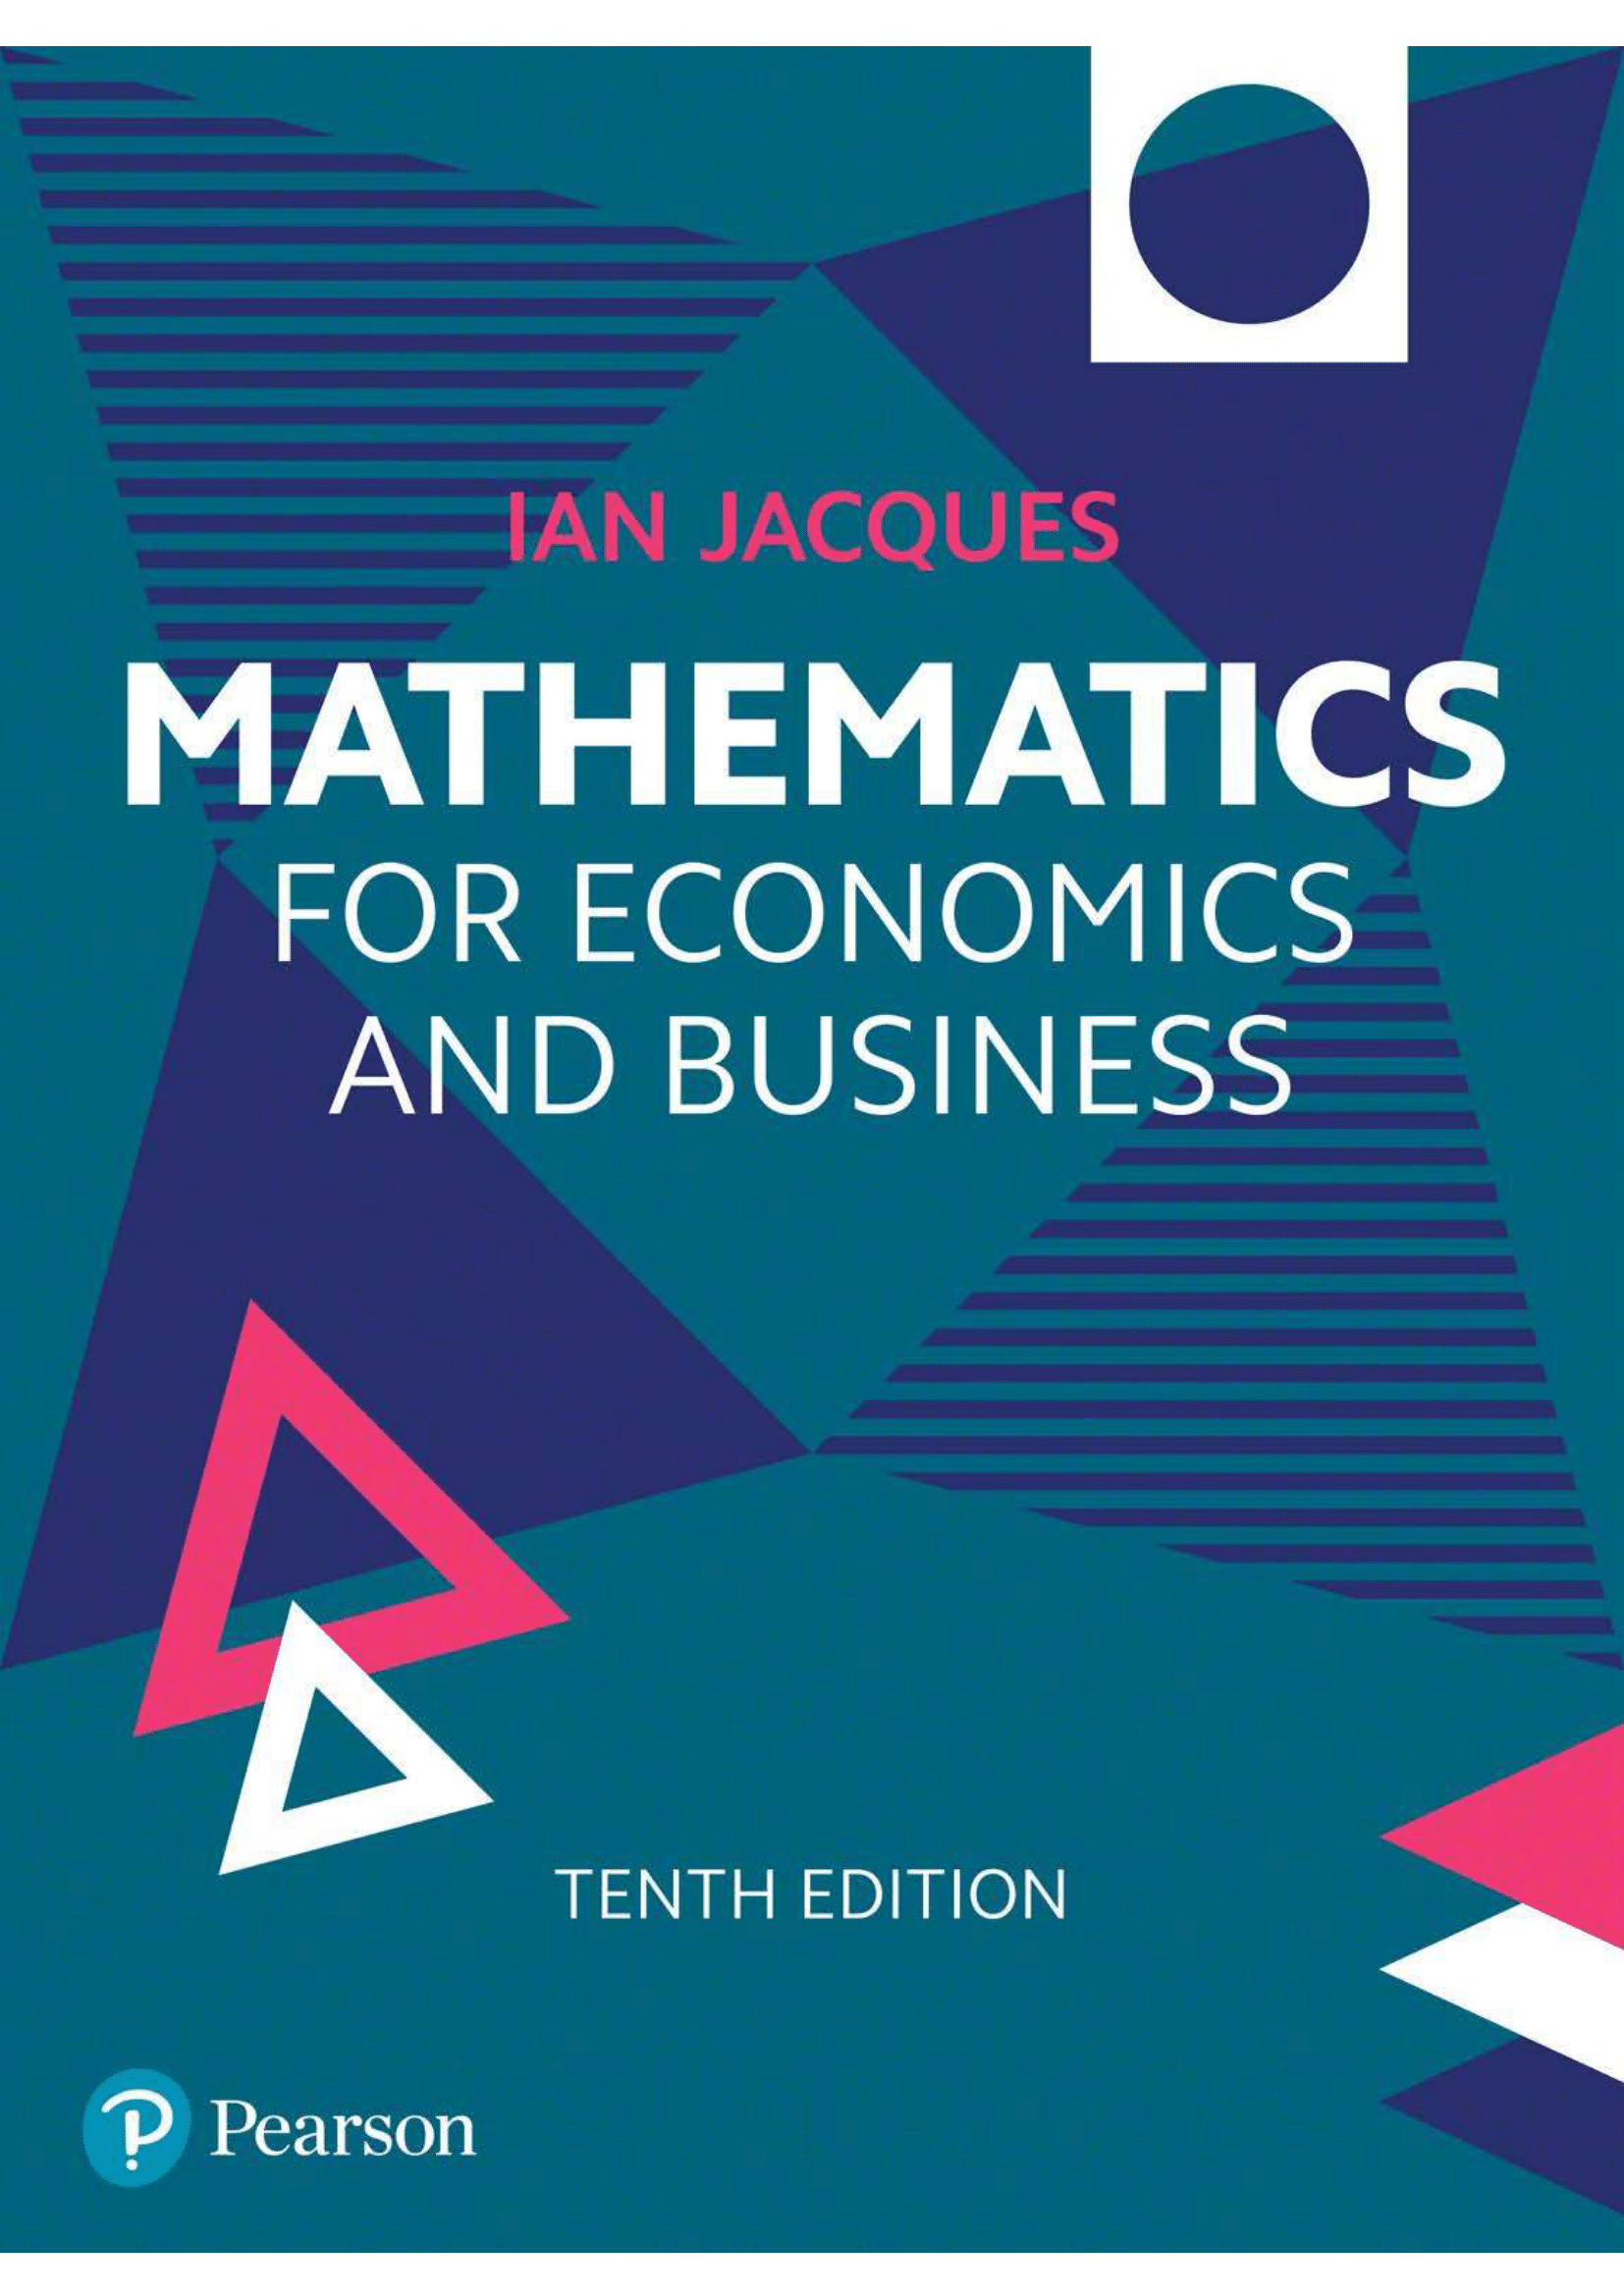 IAN JACQUES
MATHEMATICS
FOR ECONOMICS
AND BUSINESS
TENTH EDITION
Pearson